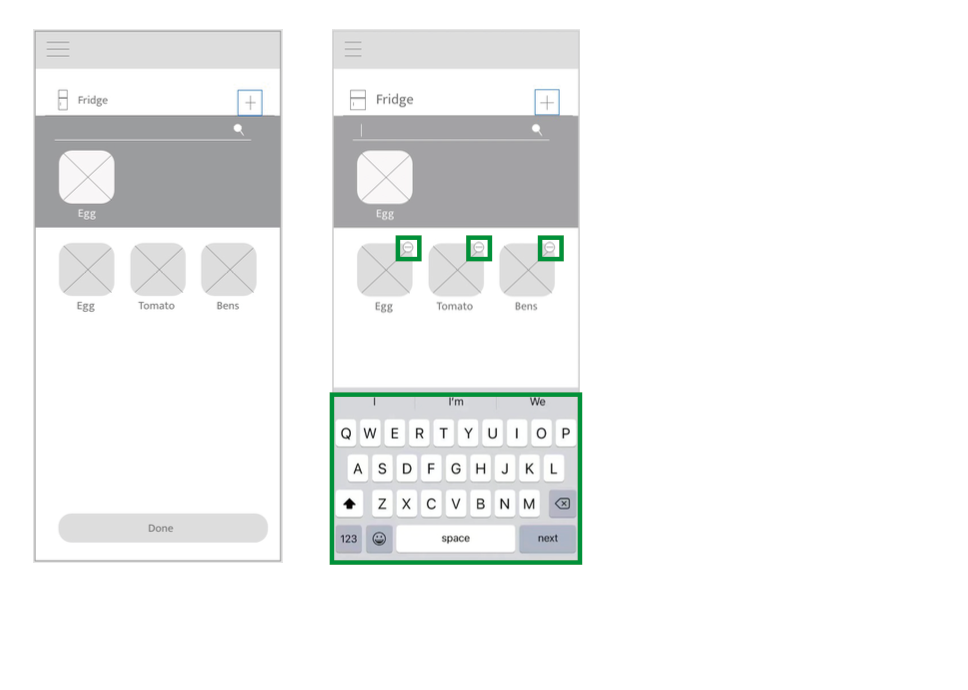 Fridge
Egg
Egg Tomato Bens
Done
Fridge
Egg
Egg Tomato Bens
I I'm We
Q W E R T Y U I O P
A S D F G H J K L
Z X C V B N M
123 space next